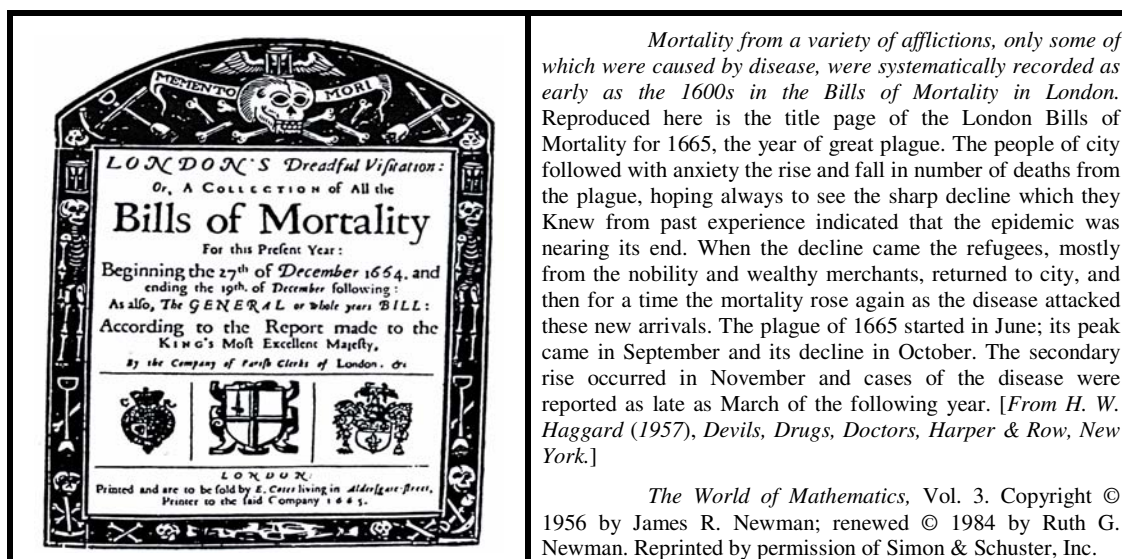 MEMENTO MORI
LONDON'S Dreadful Visitation:
Or, A COLLECTION of All the
Bills of Mortality
For this Present Year:
Beginning the 27th of December 1664. and
ending the 19th. of December following:
As also, The GENERAL or whole years BILL:
According to the Report made to the
KING'S Most Excellent Majesty,
By the Company of Parish Clerks of London. &c
LONDON:
Printed and are to be sold by E. Cotes living in Aldersgate-street,
Printer to the said Company 1665.
Mortality from a variety of afflictions, only some of
which were caused by disease, were systematically recorded as
early as the 1600s in the Bills of Mortality in London.
Reproduced here is the title page of the London Bills of
Mortality for 1665, the year of great plague. The people of city
followed with anxiety the rise and fall in number of deaths from
the plague, hoping always to see the sharp decline which they
Knew from past experience indicated that the epidemic was
nearing its end. When the decline came the refugees, mostly
from the nobility and wealthy merchants, returned to city, and
then for a time the mortality rose again as the disease attacked
these new arrivals. The plague of 1665 started in June; its peak
came in September and its decline in October. The secondary
rise occurred in November and cases of the disease were
reported as late as March of the following year. [From H. W.
Haggard (1957), Devils, Drugs, Doctors, Harper & Row, New
York.]
The World of Mathematics, Vol. 3. Copyright ©
1956 by James R. Newman; renewed © 1984 by Ruth G.
Newman. Reprinted by permission of Simon & Schuster, Inc.